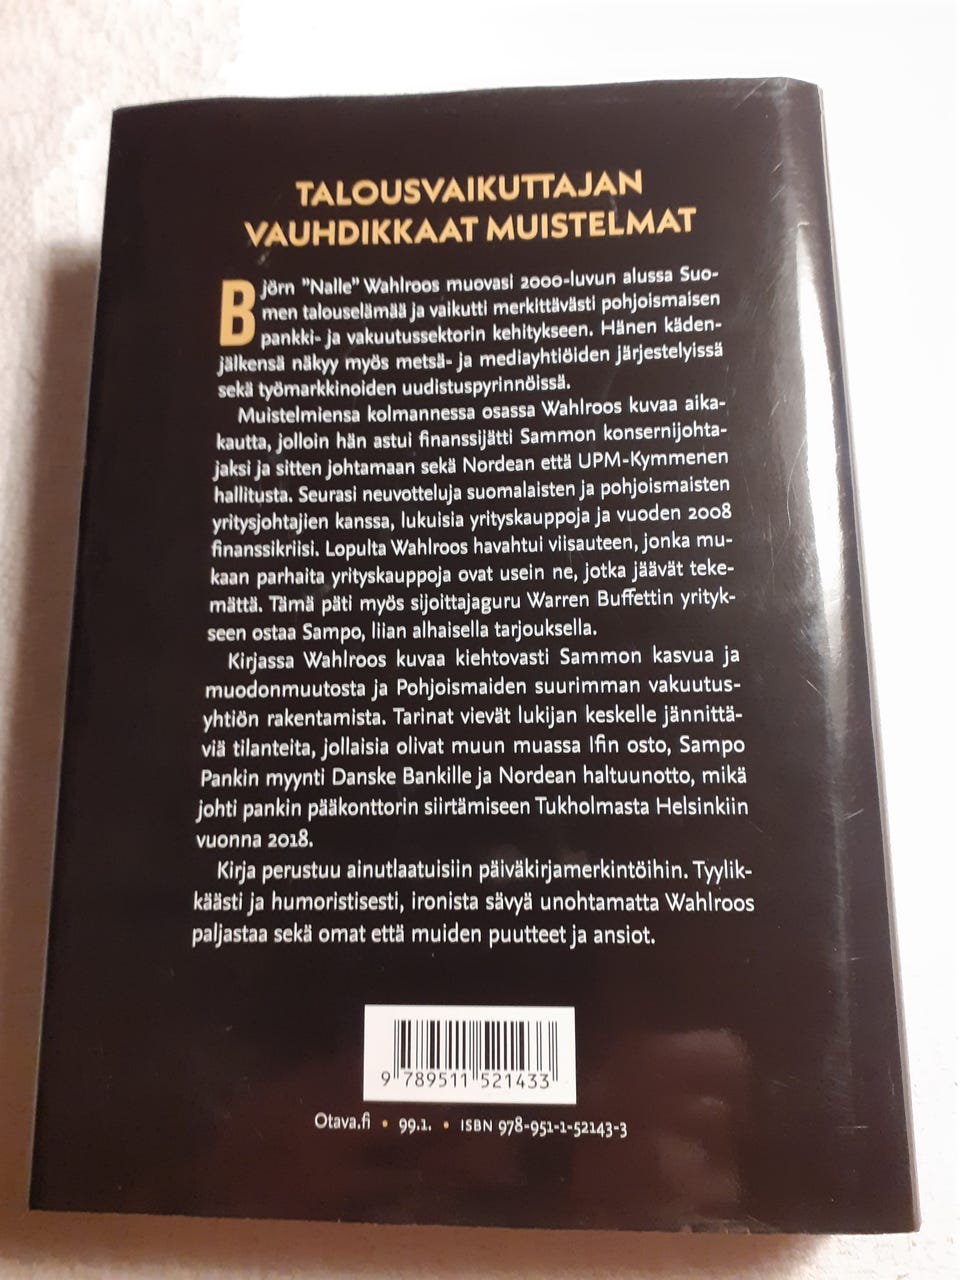 TALOUSVAIKUTTAJAN
VAUHDIKKAAT MUISTELMAT
Björn ”Nalle” Wahlroos muovasi 2000-luvun alussa Suo-
men talouselämää ja vaikutti merkittävästi pohjoismaisen
pankki- ja vakuutussektorin kehitykseen. Hänen käden-
jälkensä näkyy myös metsä- ja mediayhtiöiden järjestelyissä
sekä työmarkkinoiden uudistuspyrinnöissä.
Muistelmiensa kolmannessa osassa Wahlroos kuvaa aika-
kautta, jolloin hän astui finanssijätti Sammon konsernijohta-
jaksi ja sitten johtamaan sekä Nordean että UPM-Kymmenen
hallitusta. Seurasi neuvotteluja suomalaisten ja pohjoismaisten
yritysjohtajien kanssa, lukuisia yrityskauppoja ja vuoden 2008
finanssikriisi. Lopulta Wahlroos havahtui viisauteen, jonka mu-
kaan parhaita yrityskauppoja ovat usein ne, jotka jäävät teke-
mättä. Tämä päti myös sijoittajaguru Warren Buffettin yrityk-
seen ostaa Sampo, liian alhaisella tarjouksella.
Kirjassa Wahlroos kuvaa kiehtovasti Sammon kasvua ja
muodonmuutosta ja Pohjoismaiden suurimman vakuutus-
yhtiön rakentamista. Tarinat vievät lukijan keskelle jännittä-
viä tilanteita, jollaisia olivat muun muassa Ifin osto, Sampo
Pankin myynti Danske Bankille ja Nordean haltuunotto, mikä
johti pankin pääkonttorin siirtämiseen Tukholmasta Helsinkiin
vuonna 2018.
Kirja perustuu ainutlaatuisiin päiväkirjamerkintöihin. Tyylik-
käästi ja humoristisesti, ironista sävyä unohtamatta Wahlroos
paljastaa sekä omat että muiden puutteet ja ansiot.
9 789511 521433
Otava.fi • 99.1. • ISBN 978-951-1-52143-3